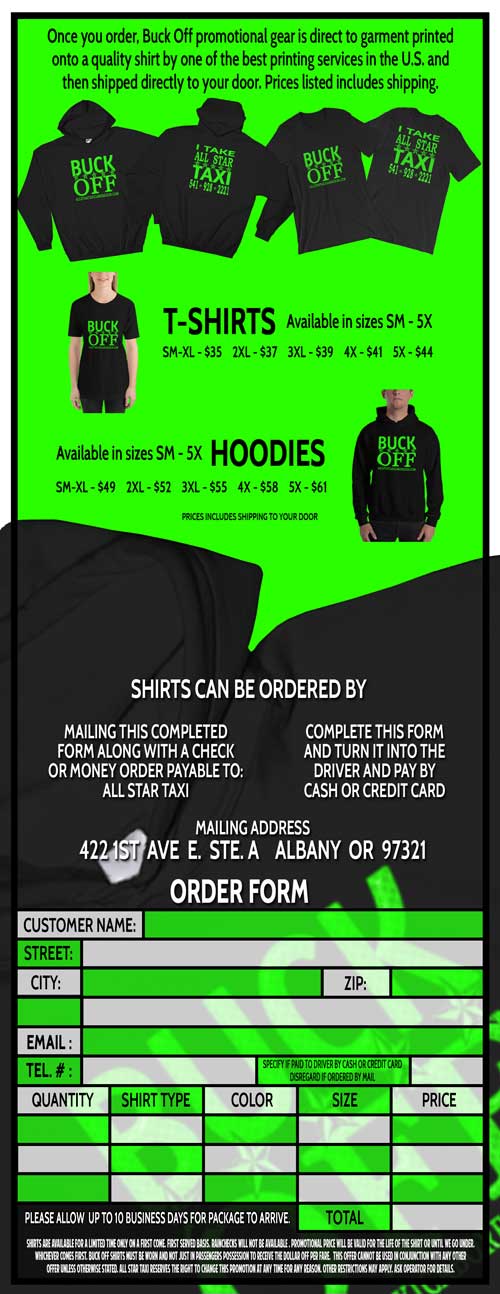 Once you order, Buck Off promotional gear is direct to garment printed
onto a quality shirt by one of the best printing services in the U.S. and
then shipped directly to your door. Prices listed includes shipping.
BUCK
OFF
I TAKE
ALL STAR
TAXI
541 - 928 - 2221
BUCK
OFF
I TAKE
ALL STAR
TAXI
541 - 928 - 2221
BUCK
OFF
T-SHIRTS Available in sizes SM - 5X
SM-XL - $35 2XL - $37 3XL - $39 4X - $41 5X - $44
Available in sizes SM - 5X HOODIES
SM-XL - $49 2XL - $52 3XL - $55 4X - $58 5X - $61
BUCK
OFF
PRICES INCLUDES SHIPPING TO YOUR DOOR
SHIRTS CAN BE ORDERED BY
MAILING THIS COMPLETED
FORM ALONG WITH A CHECK
OR MONEY ORDER PAYABLE TO:
ALL STAR TAXI
COMPLETE THIS FORM
AND TURN IT INTO THE
DRIVER AND PAY BY
CASH OR CREDIT CARD
MAILING ADDRESS
422 1ST AVE E. STE. A ALBANY OR 97321
ORDER FORM
CUSTOMER NAME:
STREET:
CITY: ZIP:
EMAIL :
TEL. # :
SPECIFY IF PAID TO DRIVER BY CASH OR CREDIT CARD
DISREGARD IF ORDERED BY MAIL
QUANTITY SHIRT TYPE COLOR SIZE PRICE
PLEASE ALLOW UP TO 10 BUSINESS DAYS FOR PACKAGE TO ARRIVE. TOTAL
SHIRTS ARE AVAILABLE FOR A LIMITED TIME ONLY ON A FIRST COME, FIRST SERVED BASIS. RAINCHECKS WILL NOT BE AVAILABLE. PROMOTIONAL PRICE WILL BE VALID FOR THE LIFE OF THE SHIRT OR UNTIL WE GO UNDER.
WHICHEVER COMES FIRST. BUCK OFF SHIRTS MUST BE WORN AND NOT JUST IN PASSENGERS POSSESSION TO RECEIVE THE DOLLAR OFF PER FARE. THIS OFFER CANNOT BE USED IN CONJUNCTION WITH ANY OTHER
OFFER UNLESS OTHERWISE STATED. ALL STAR TAXI RESERVES THE RIGHT TO CHANGE THIS PROMOTION AT ANY TIME FOR ANY REASON. OTHER RESTRICTIONS MAY APPLY. ASK OPERATOR FOR DETAILS.
BUCK